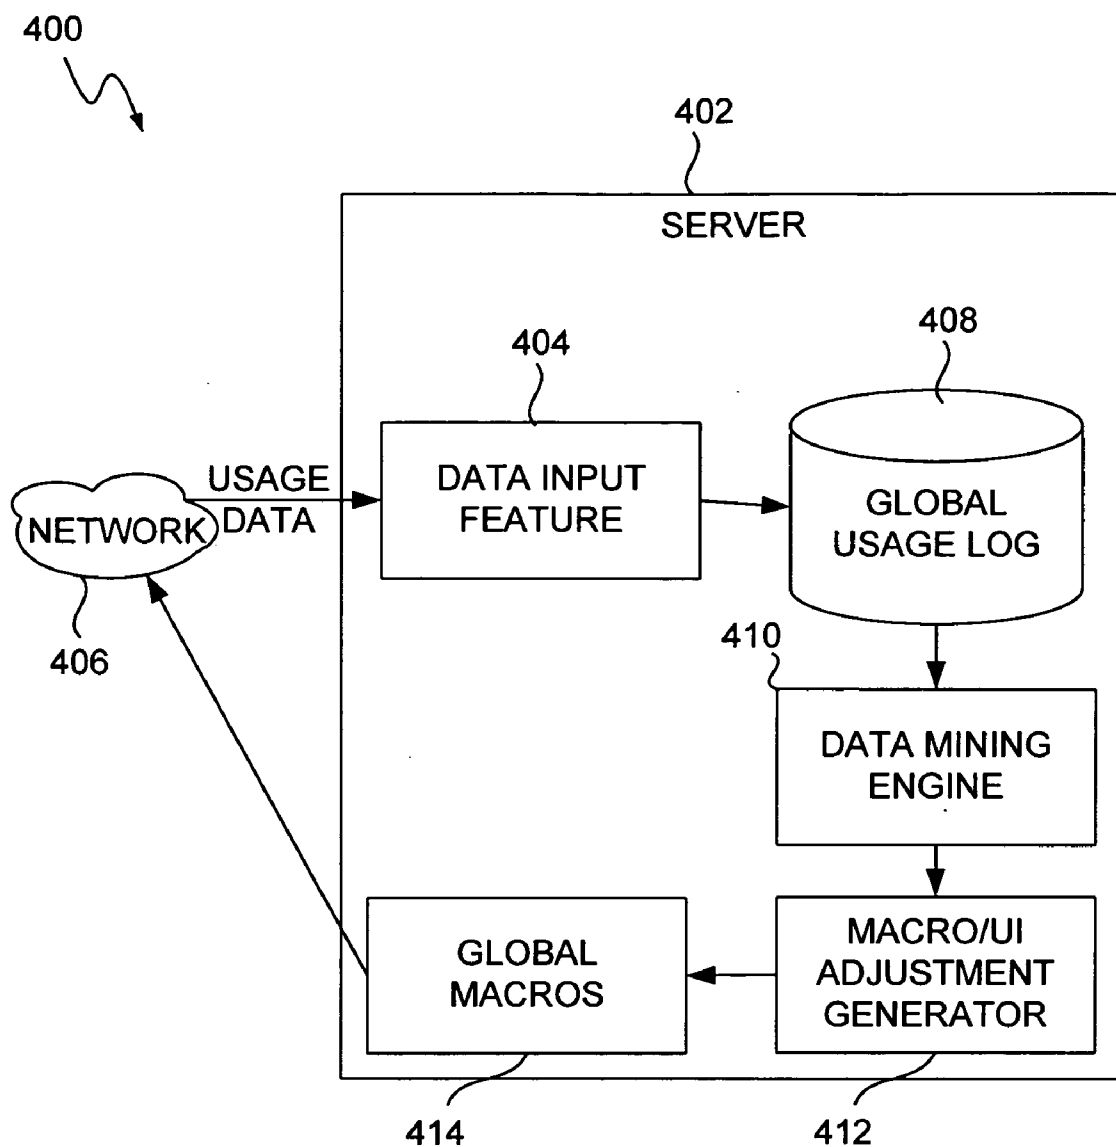 400
402
SERVER
404
408
DATA INPUT
FEATURE
GLOBAL
USAGE LOG
USAGE
DATA
NETWORK
406
410
DATA MINING
ENGINE
MACRO/UI
ADJUSTMENT
GENERATOR
GLOBAL
MACROS
414
412